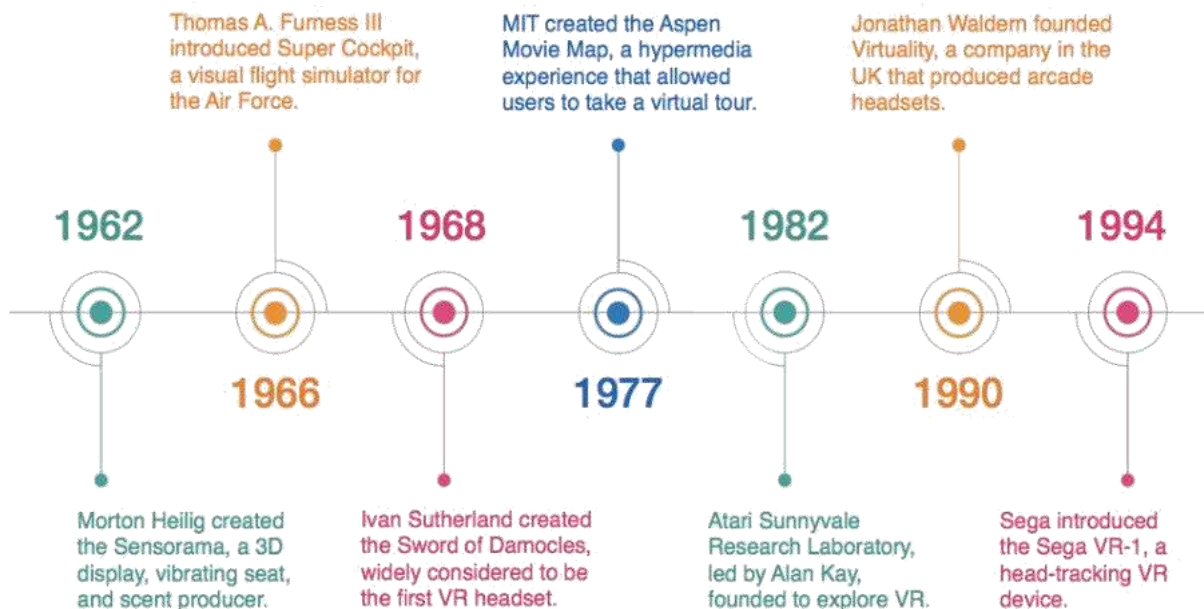 Thomas A. Furness III
introduced Super Cockpit,
a visual flight simulator for
the Air Force.
MIT created the Aspen
Movie Map, a hypermedia
experience that allowed
users to take a virtual tour.
Jonathan Waldern founded
Virtuality, a company in the
UK that produced arcade
headsets.
1962
1968
1982
1994
1966
1977
1990
Morton Heilig created
the Sensorama, a 3D
display, vibrating seat,
and scent producer.
Ivan Sutherland created
the Sword of Damocles,
widely considered to be
the first VR headset.
Atari Sunnyvale
Research Laboratory,
led by Alan Kay,
founded to explore VR.
Sega introduced
the Sega VR-1, a
head-tracking VR
device.